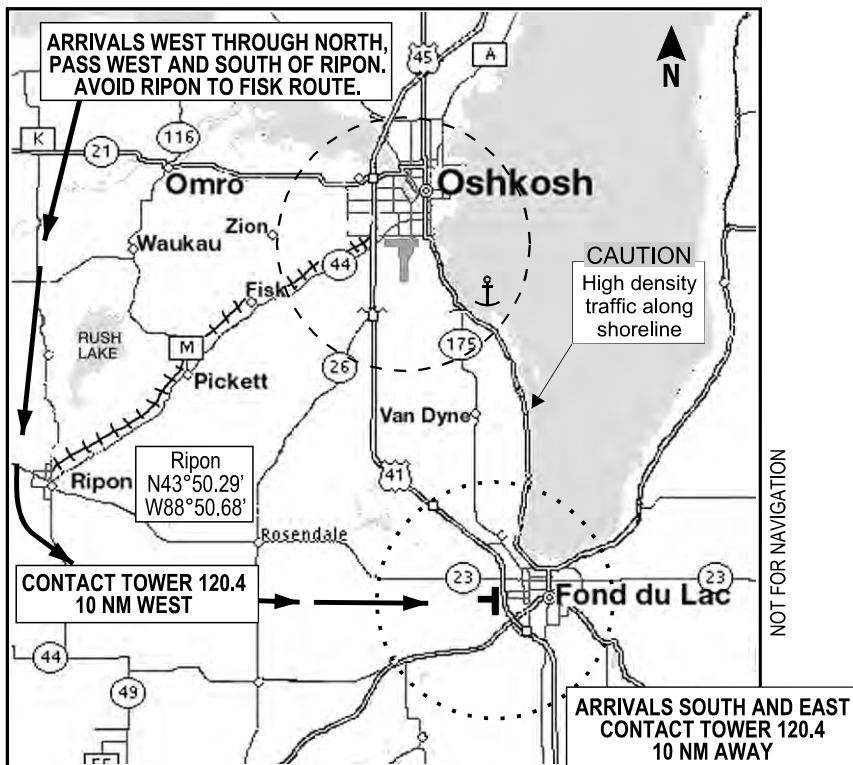 ARRIVALS WEST THROUGH NORTH,
PASS WEST AND SOUTH OF RIPON.
AVOID RIPON TO FISK ROUTE.
45
A
N
K
116
21
Omro
Oshkosh
Zion
Waukau
44
CAUTION
High density
traffic along
shoreline
Fisk
RUSH
LAKE
M
26
175
Pickett
Van Dyne
Ripon
Ripon
N43°50.29'
W88°50.68'
41
Rosendale
NOT FOR NAVIGATION
CONTACT TOWER 120.4
10 NM WEST
23
23
Fond du Lac
44
49
ARRIVALS SOUTH AND EAST
CONTACT TOWER 120.4
10 NM AWAY